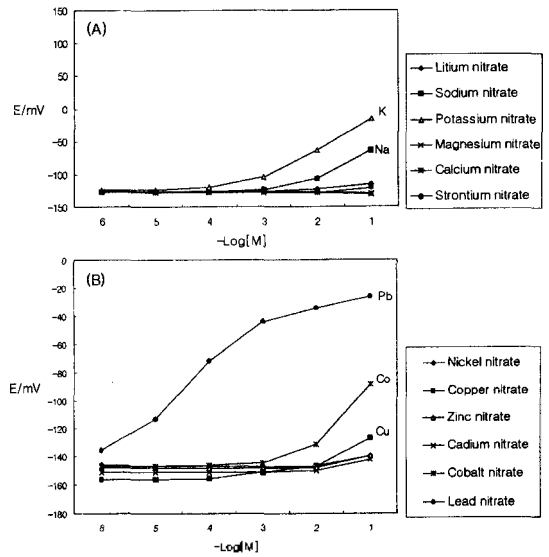 (A)
150
100
50
0
-50
-100
-150
E/mV
K
Na
6 5 4 3 2 1
-Log[M]
Litium nitrate
Sodium nitrate
Potassium nitrate
Magnesium nitrate
Calcium nitrate
Strontium nitrate
(B)
0
-20
-40
-60
-80
-100
-120
-140
-160
-180
E/mV
Pb
Co
Cu
6 5 4 3 2 1
-Log[M]
Nickel nitrate
Copper nitrate
Zinc nitrate
Cadium nitrate
Cobalt nitrate
Lead nitrate